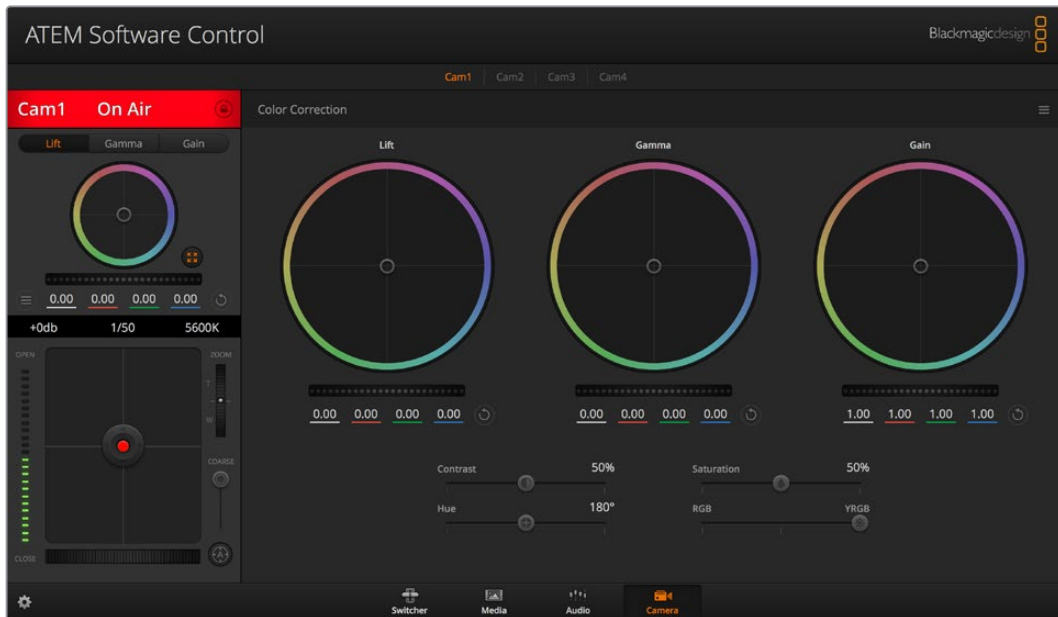 ATEM Software Control
Blackmagicdesign
Cam1 Cam2 Cam3 Cam4
Cam1 On Air
Color Correction
Lift Gamma Gain
Lift Gamma Gain
0.00 0.00 0.00 0.00
+0db 1/50 5600K
OPEN
ZOOM
T
W
COARSE
CLOSE
A
0.00 0.00 0.00 0.00
0.00 0.00 0.00 0.00
1.00 1.00 1.00 1.00
Contrast 50%
Saturation 50%
Hue 180°
RGB YRGB
Switcher Media Audio Camera